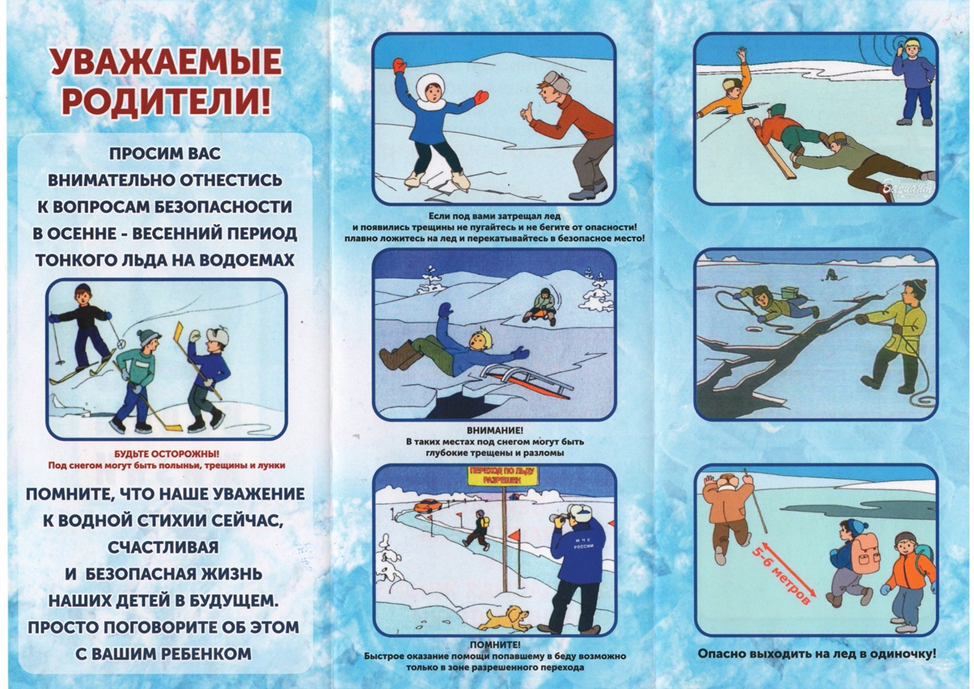 УВАЖАЕМЫЕ
РОДИТЕЛИ!
ПРОСИМ ВАС
ВНИМАТЕЛЬНО ОТНЕСТИСЬ
К ВОПРОСАМ БЕЗОПАСНОСТИ
В ОСЕННЕ - ВЕСЕННИЙ ПЕРИОД
ТОНКОГО ЛЬДА НА ВОДОЕМАХ
БУДЬТЕ ОСТОРОЖНЫ!
Под снегом могут быть полыньи, трещины и лунки
ПОМНИТЕ, ЧТО НАШЕ УВАЖЕНИЕ
К ВОДНОЙ СТИХИИ СЕЙЧАС,
СЧАСТЛИВАЯ
И БЕЗОПАСНАЯ ЖИЗНЬ
НАШИХ ДЕТЕЙ В БУДУЩЕМ.
ПРОСТО ПОГОВОРИТЕ ОБ ЭТОМ
С ВАШИМ РЕБЕНКОМ
Если под вами затрещал лед
и появились трещины не пугайтесь и не бегите от опасности!
плавно ложитесь на лед и перекатывайтесь в безопасное место!
ВНИМАНИЕ!
В таких местах под снегом могут быть
глубокие трещены и разломы
ПЕРЕХОД ПО ЛЬДУ
РАЗРЕШЕН
МЧС
РОССИИ
ПОМНИТЕ!
Быстрое оказание помощи попавшему в беду возможно
только в зоне разрешенного перехода
5-6 метров
Опасно выходить на лед в одиночку!